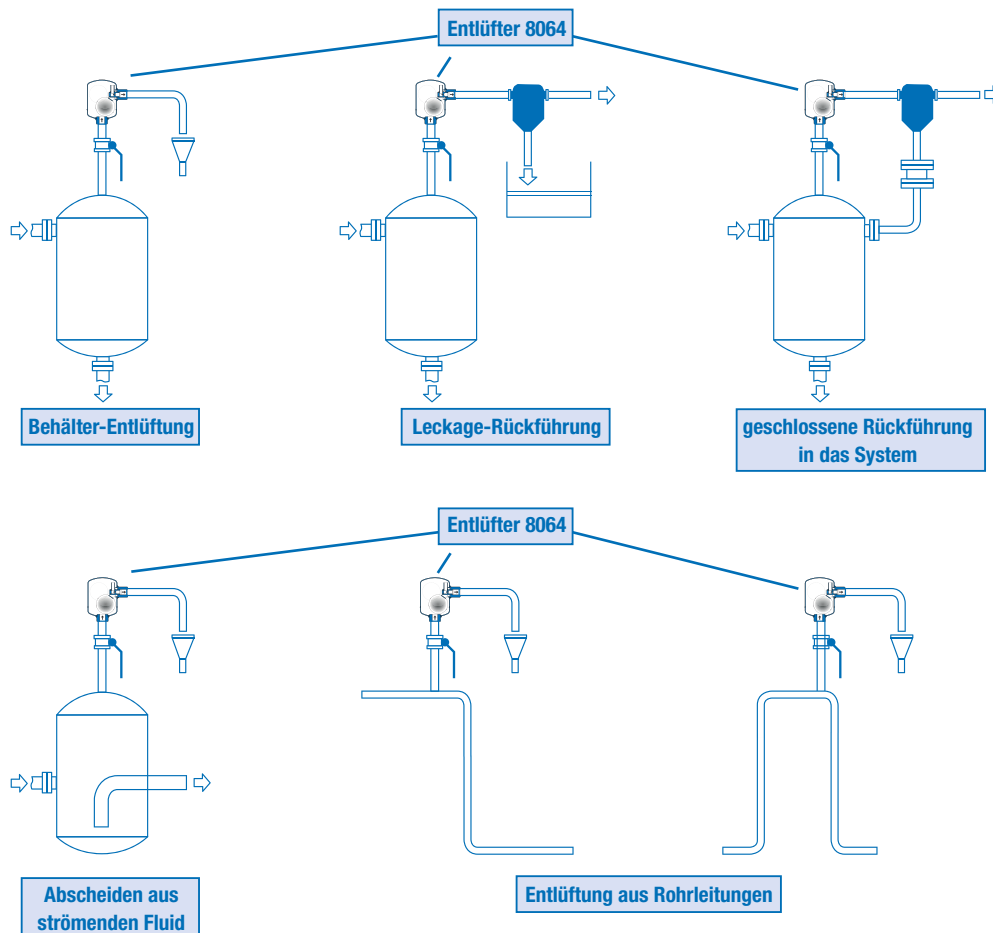 Entlüfter 8064
Behälter-Entlüftung
Leckage-Rückführung
geschlossene Rückführung
in das System
Entlüfter 8064
Abscheiden aus
strömenden Fluid
Entlüftung aus Rohrleitungen